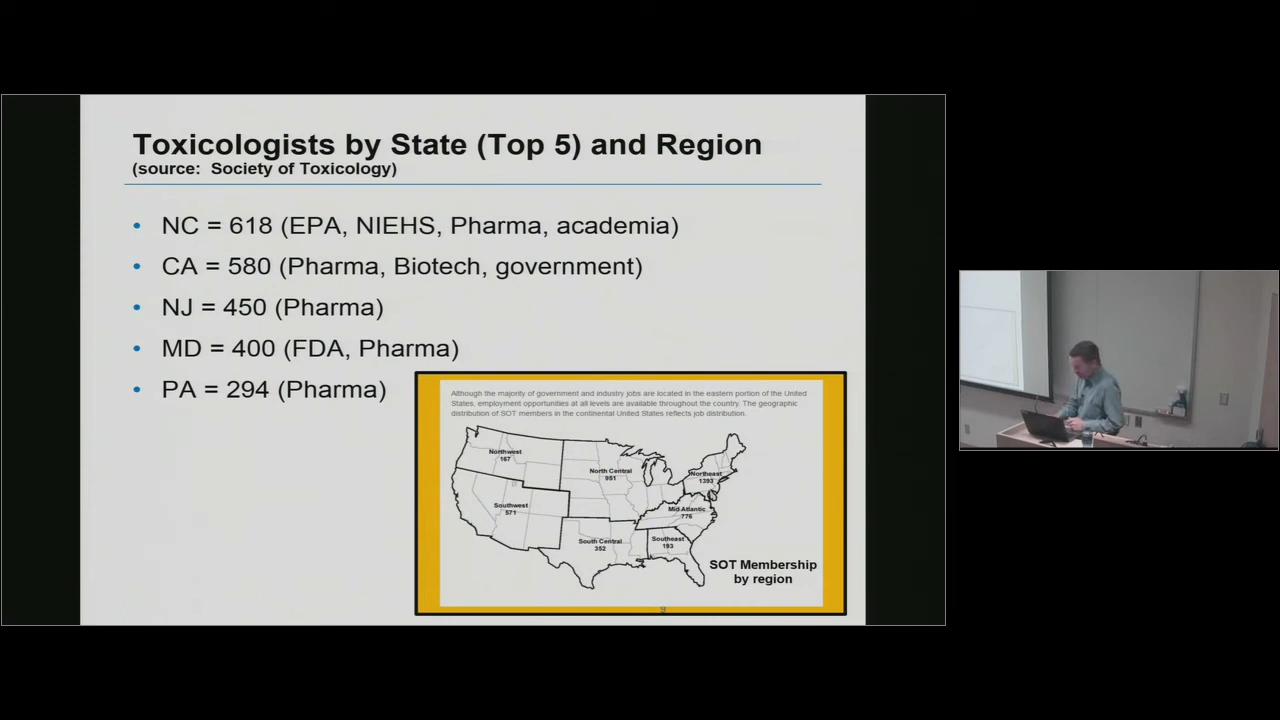 Toxicologists by State (Top 5) and Region
(source: Society of Toxicology)
• NC = 618 (EPA, NIEHS, Pharma, academia)
• CA = 580 (Pharma, Biotech, government)
• NJ = 450 (Pharma)
• MD = 400 (FDA, Pharma)
• PA = 294 (Pharma)
Although the majority of government and industry jobs are located in the eastern portion of the United
States, employment opportunities at all levels are available throughout the country. The geographic
distribution of SOT members in the continental United States reflects job distribution.
Northwest
167
North Central
951
Northeast
1393
Southwest
571
Mid Atlantic
776
South Central
352
Southeast
193
SOT Membership
by region
9